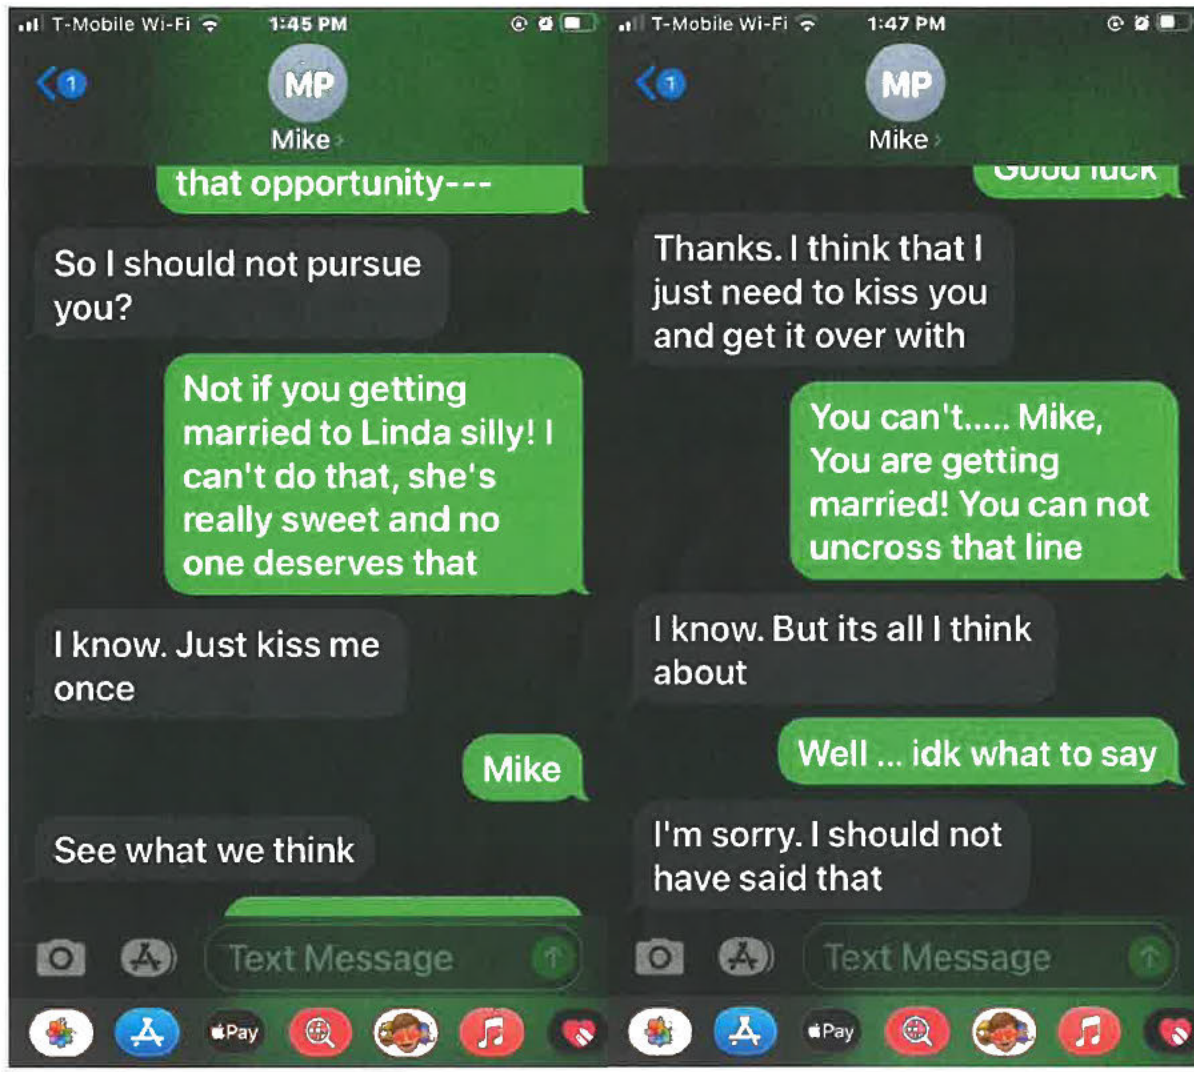 T-Mobile Wi-Fi 1:45 PM
1
MP
Mike
that opportunity---
So I should not pursue
you?
Not if you getting
married to Linda silly! I
can't do that, she's
really sweet and no
one deserves that
I know. Just kiss me
once
Mike
See what we think
Text Message
Pay
T-Mobile Wi-Fi 1:47 PM
1
MP
Mike
Good luck
Thanks. I think that I
just need to kiss you
and get it over with
You can't..... Mike,
You are getting
married! You can not
uncross that line
I know. But its all I think
about
Well ... idk what to say
I'm sorry. I should not
have said that
Text Message
Pay